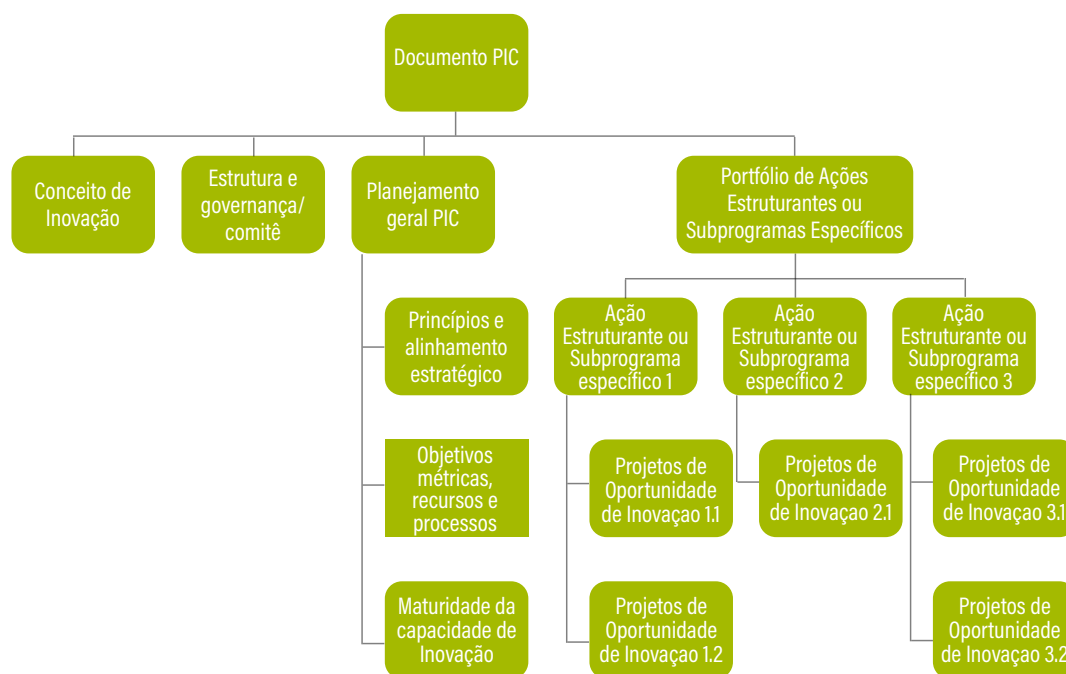 Documento PIC
Conceito de
Inovação
Estrutura e
governança/
comitê
Planejamento
geral PIC
Portfólio de Ações
Estruturantes ou
Subprogramas Específicos
Princípios e
alinhamento
estratégico
Objetivos
métricas,
recursos e
processos
Maturidade da
capacidade de
Inovação
Ação
Estruturante ou
Subprograma
específico 1
Projetos de
Oportunidade
de Inovaçao 1.1
Projetos de
Oportunidade
de Inovaçao 1.2
Ação
Estruturante ou
Subprograma
específico 2
Projetos de
Oportunidade
de Inovaçao 2.1
Ação
Estruturante ou
Subprograma
específico 3
Projetos de
Oportunidade
de Inovaçao 3.1
Projetos de
Oportunidade
de Inovaçao 3.2